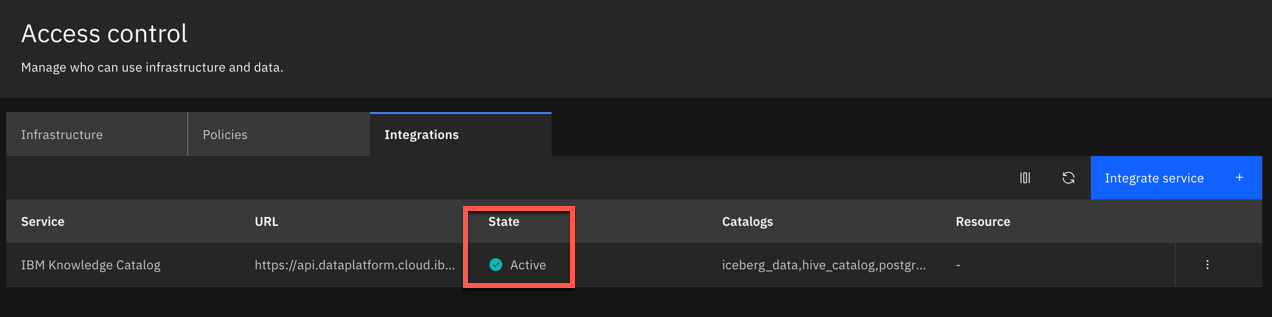 Access control
Manage who can use infrastructure and data.
Infrastructure Policies Integrations
Integrate service +
Service URL State Catalogs Resource
IBM Knowledge Catalog https://api.dataplatform.cloud.ib... Active iceberg_data,hive_catalog,postgr... -